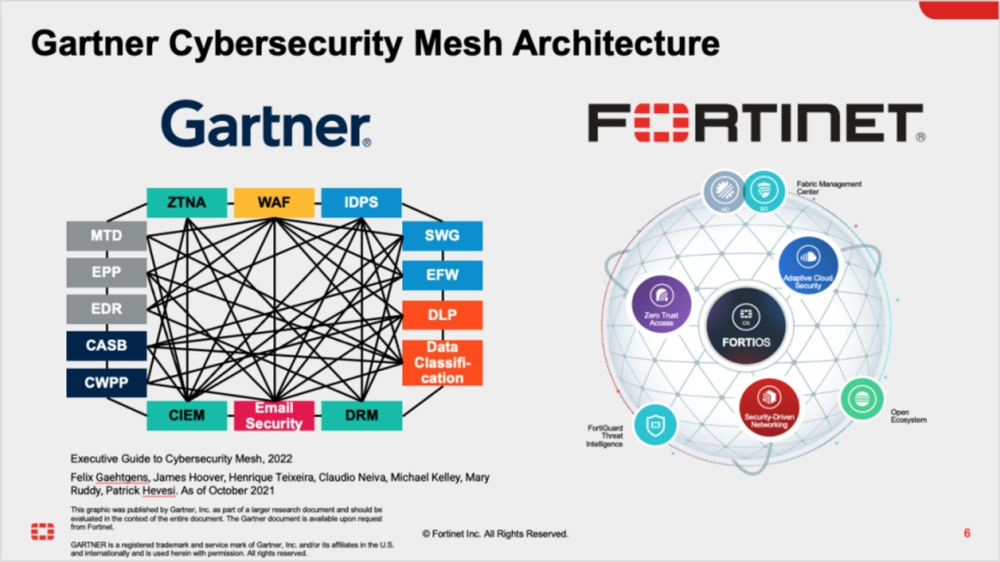 Gartner Cybersecurity Mesh Architecture
Gartner®
FORTINET®
ZTNA
WAF
IDPS
MTD
EPP
EDR
CASB
CWPP
SWG
EFW
DLP
Data
Classifi-
cation
CIEM
Email
Security
DRM
NO
SO
Fabric Management
Center
Adaptive Cloud
Security
Zero Trust
Access
OS
FORTIOS
Security-Driven
Networking
Open
Ecosystem
FortiGuard
Threat
Intelligence
Executive Guide to Cybersecurity Mesh, 2022
Felix Gaehtgens, James Hoover, Henrique Teixeira, Claudio Neiva, Michael Kelley, Mary
Ruddy, Patrick Hevesi. As of October 2021
This graphic was published by Gartner, Inc. as part of a larger research document and should be
evaluated in the context of the entire document. The Gartner document is available upon request
from Fortinet.
GARTNER is a registered trademark and service mark of Gartner, Inc. and/or its affiliates in the U.S.
and internationally and is used herein with permission. All rights reserved.
© Fortinet Inc. All Rights Reserved.
6